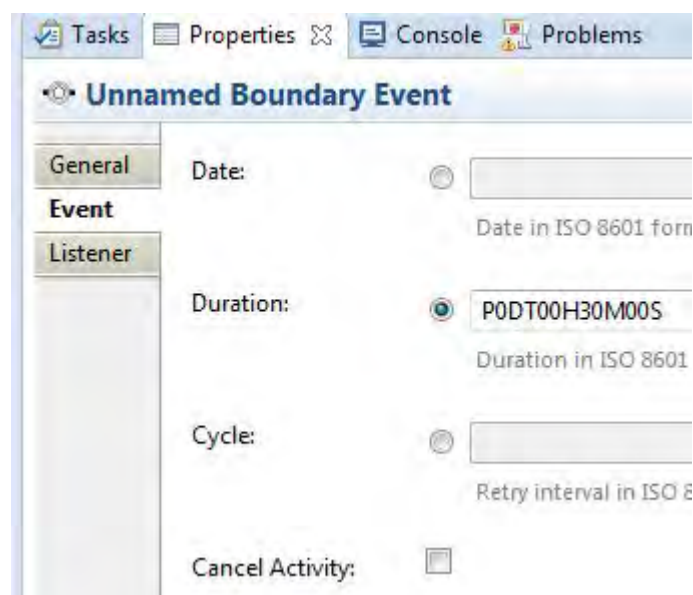 Tasks Properties Console Problems
Unnamed Boundary Event
General
Event
Listener
Date:
Date in ISO 8601 form
Duration:
P0DT00H30M00S
Duration in ISO 8601
Cycle:
Retry interval in ISO 8
Cancel Activity: